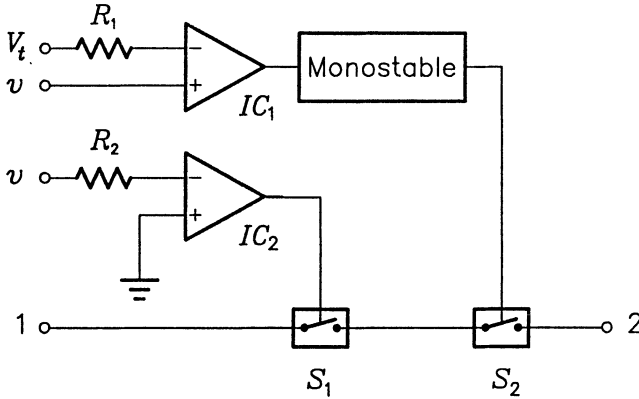 R₁
Vₜ
− 
Monostable
v
+
IC₁
R₂
v
−
+
IC₂
1
2
S₁
S₂